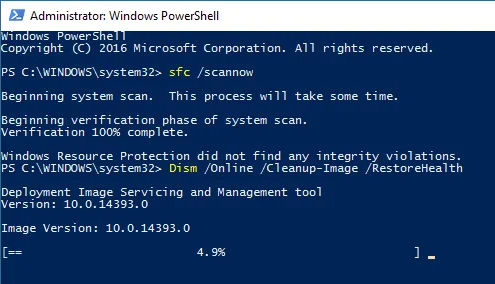 Administrator: Windows PowerShell
Windows PowerShell
Copyright (C) 2016 Microsoft Corporation. All rights reserved.
PS C:\WINDOWS\system32> sfc /scannow
Beginning system scan.  This process will take some time.
Beginning verification phase of system scan.
Verification 100% complete.
Windows Resource Protection did not find any integrity violations.
PS C:\WINDOWS\system32> Dism /Online /Cleanup-Image /RestoreHealth
Deployment Image Servicing and Management tool
Version: 10.0.14393.0
Image Version: 10.0.14393.0
[==                         4.9%                           ] _